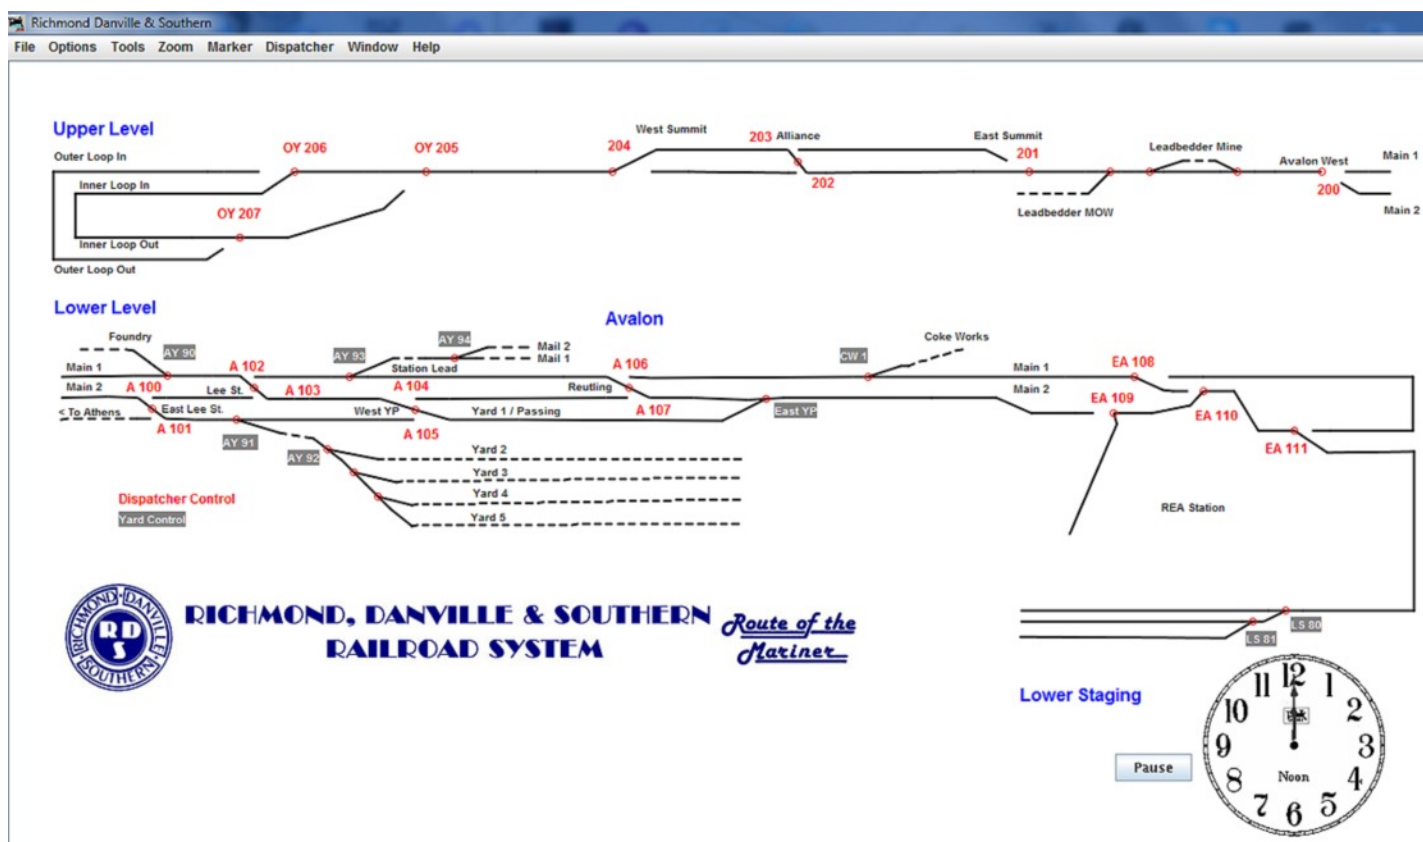 Richmond Danville & Southern
File Options Tools Zoom Marker Dispatcher Window Help
Upper Level
West Summit
203 Alliance
East Summit
Outer Loop In
OY 206
OY 205
204
201
Leadbedder Mine
Avalon West
Main 1
Inner Loop In
202
200
OY 207
Leadbedder MOW
Main 2
Inner Loop Out
Outer Loop Out
Lower Level
Avalon
Foundry
AY 90
AY 94
Mail 2
Mail 1
Coke Works
Main 1
A 102
AY 93
Station Lead
A 106
CW 1
Main 1
EA 108
Main 2
A 100
Lee St.
A 103
A 104
Reutling
Main 2
EA 109
< To Athens
East Lee St.
West YP
Yard 1 / Passing
A 107
East YP
EA 110
A 101
AY 91
A 105
EA 111
AY 92
Yard 2
Yard 3
Yard 4
Yard 5
Dispatcher Control
Yard Control
REA Station
RICHMOND-DANVILLE
RDS
SOUTHERN
RICHMOND, DANVILLE & SOUTHERN
RAILROAD SYSTEM
Route of the
Mariner
LS 80
LS 81
Lower Staging
12
11 1
10 2
9 3
8 4
7 5
6
Noon
Pause